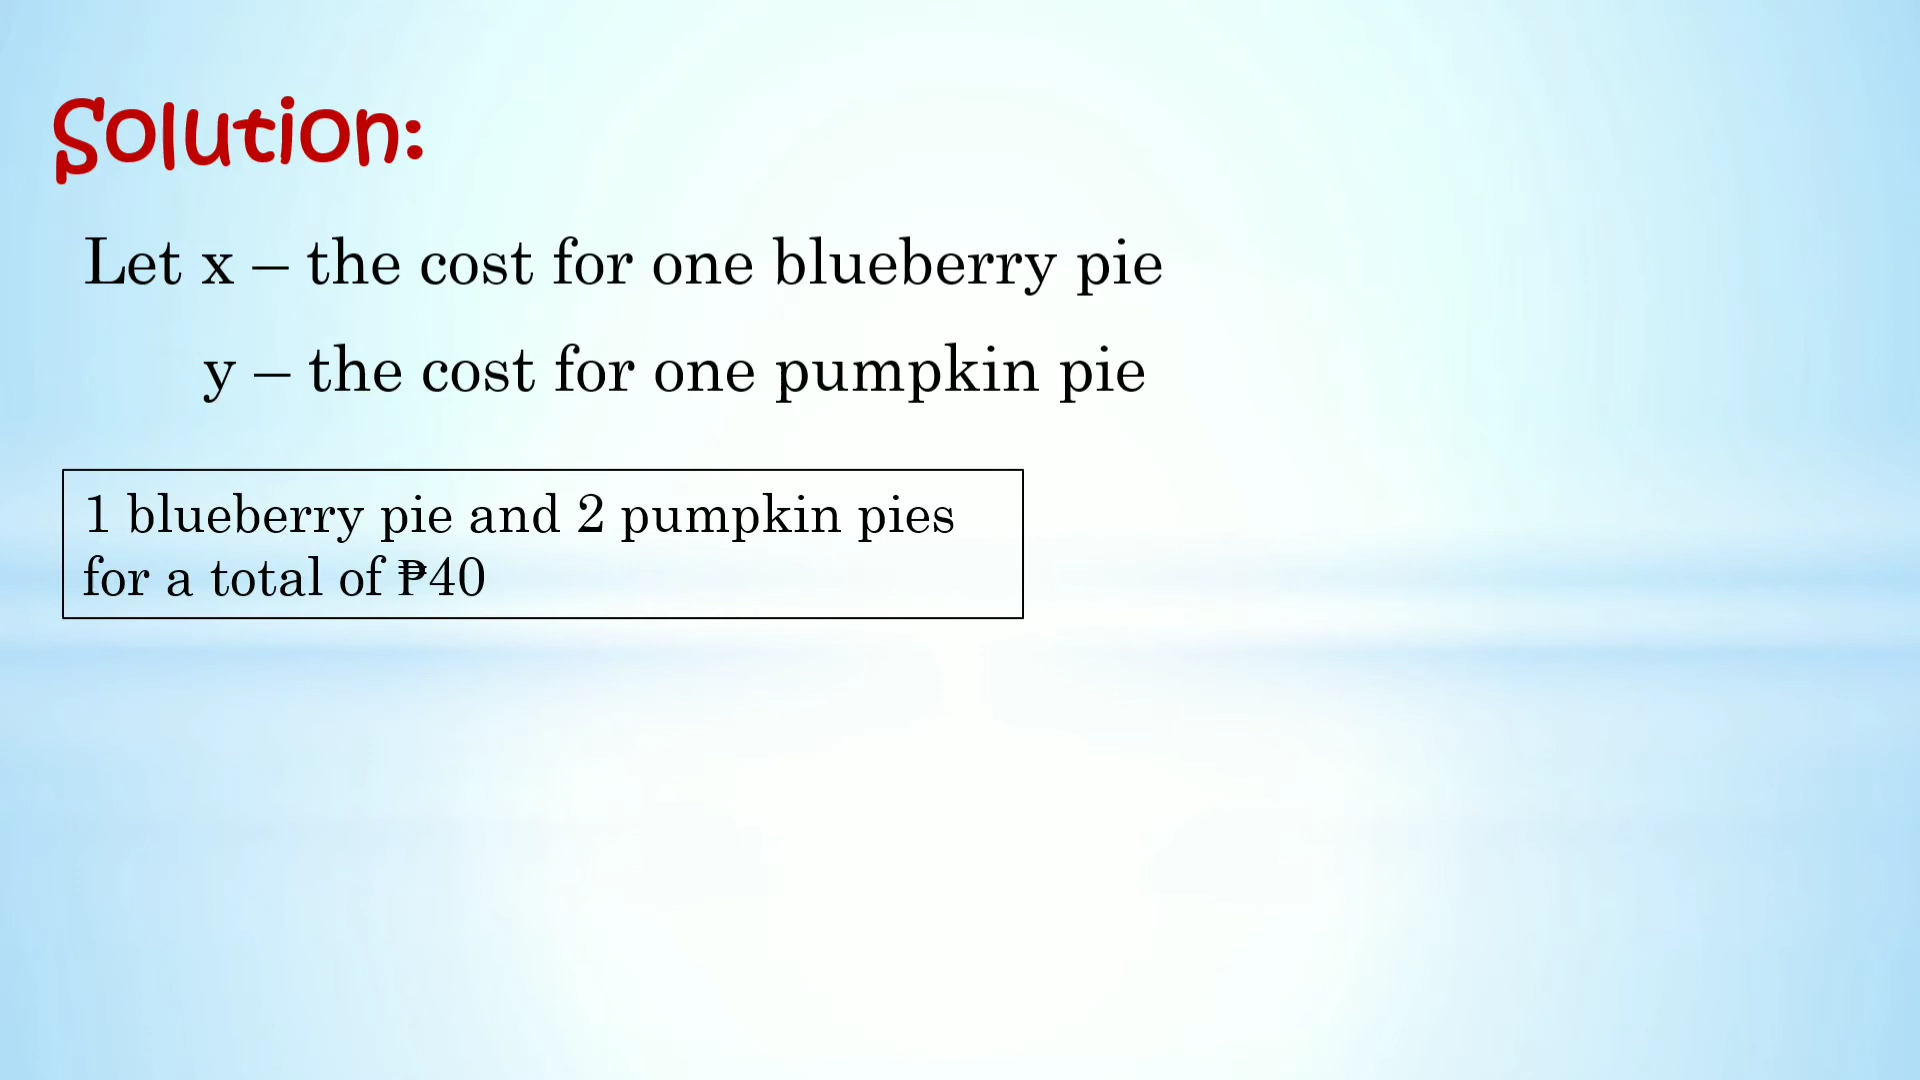 Solution:
Let x – the cost for one blueberry pie
y – the cost for one pumpkin pie
1 blueberry pie and 2 pumpkin pies
for a total of ₱40